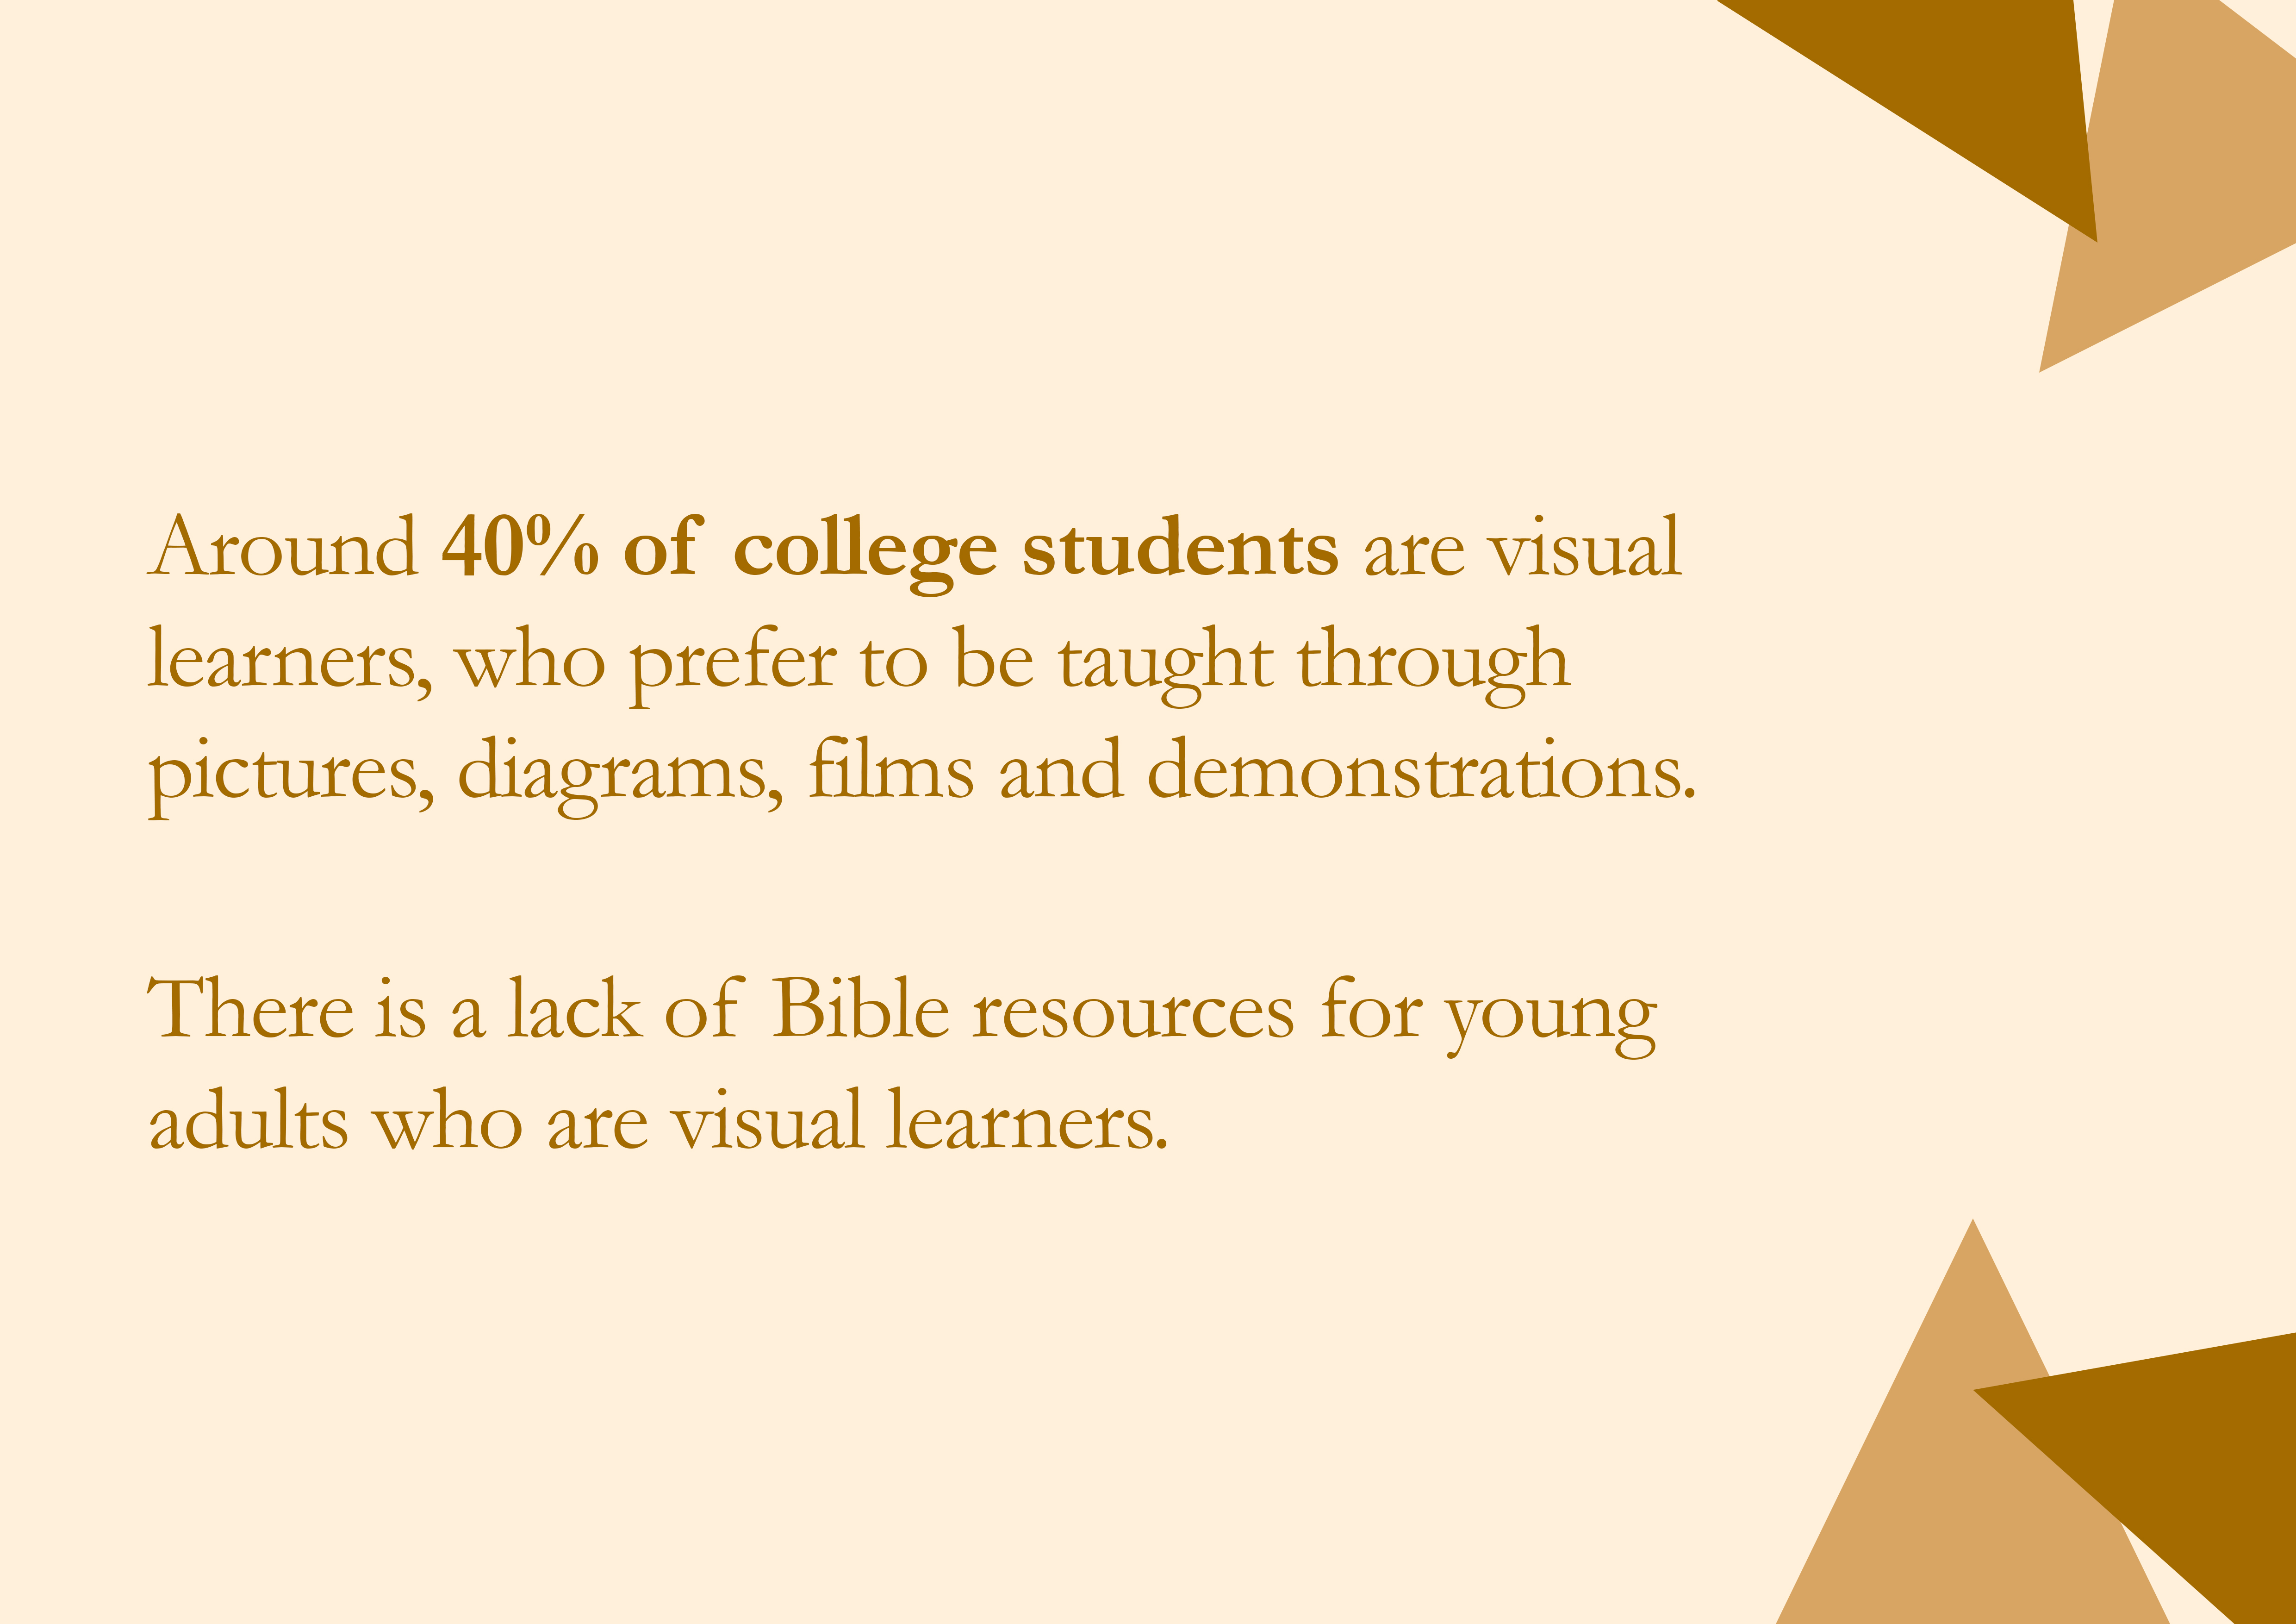 Around 40% of college students are visual
learners, who prefer to be taught through
pictures, diagrams, films and demonstrations.
There is a lack of Bible resources for young
adults who are visual learners.